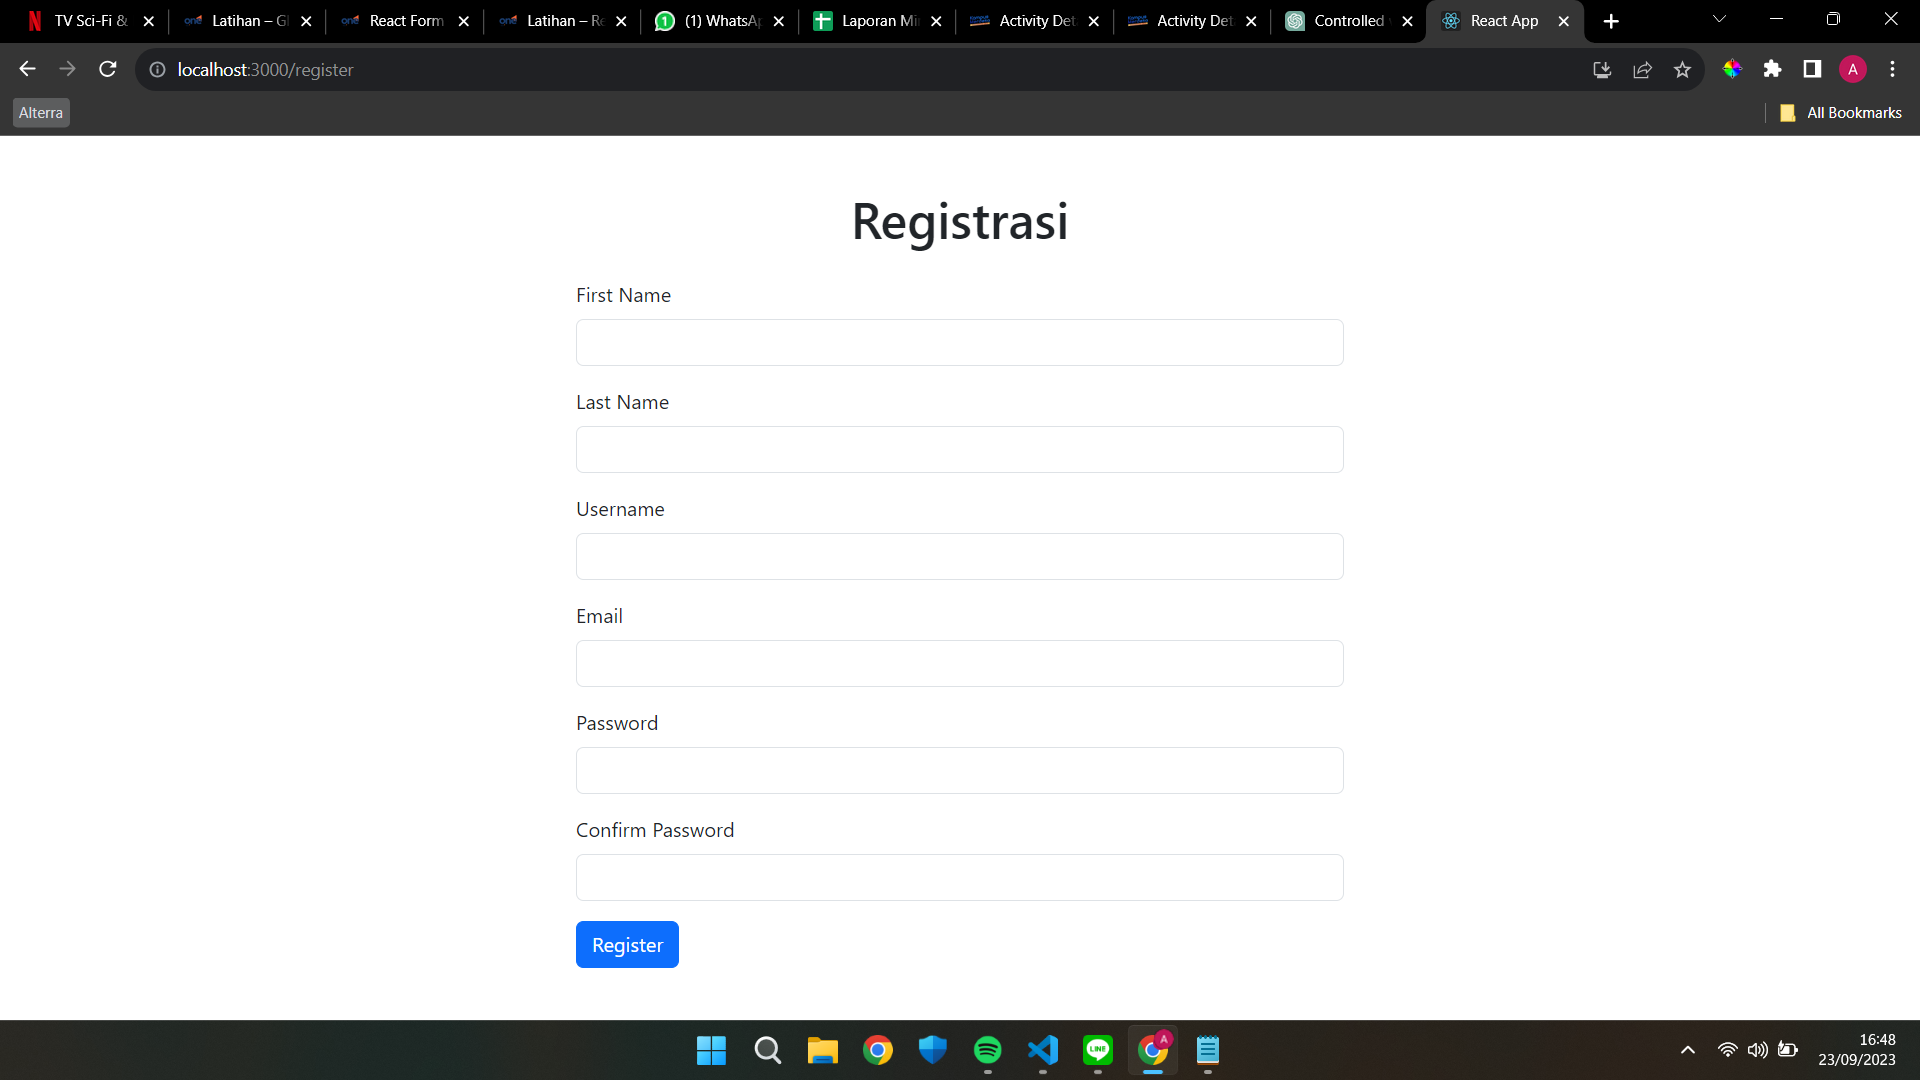 TV Sci-Fi &
Latihan – Gl
React Form
Latihan – Re
(1) WhatsAp
Laporan Mi
Activity Det
Activity Det
Controlled
React App
localhost:3000/register
A
Alterra
All Bookmarks
Registrasi
First Name
Last Name
Username
Email
Password
Confirm Password
Register
LINE
A
16:48
23/09/2023